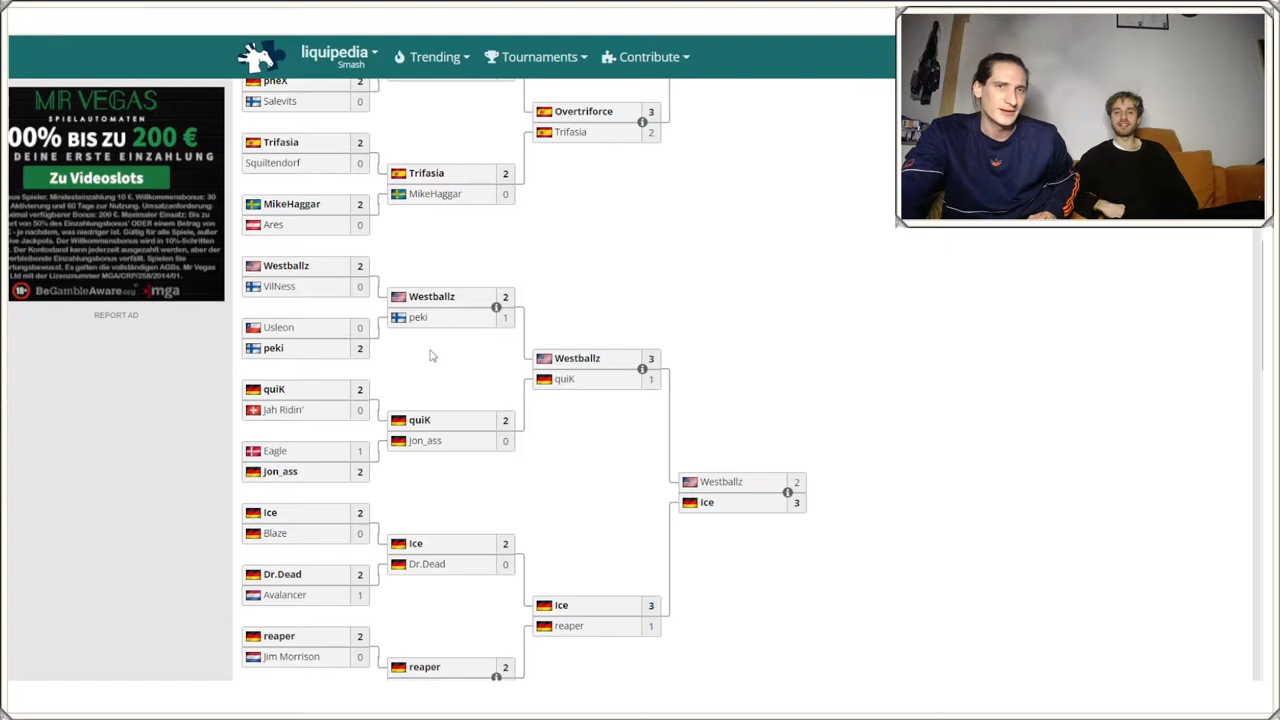 liquipedia
Smash
Trending
Tournaments
Contribute
MR VEGAS
SPIELAUTOMATEN
00% BIS ZU 200 €
DEINE ERSTE EINZAHLUNG
Zu Videoslots
BeGambleAware.org
mga
REPORT AD
pheX 2
Salevits 0
Trifasia 2
Squiltendorf 0
MikeHaggar 2
Ares 0
Westballz 2
VilNess 0
Usleon 0
peki 2
quiK 2
Jah Ridin' 0
Eagle 1
Jon_ass 2
Ice 2
Blaze 0
Dr.Dead 2
Avalancer 1
reaper 2
Jim Morrison 0
Trifasia 2
MikeHaggar 0
Westballz 2
peki 1
quiK 2
Jon_ass 0
Ice 2
Dr.Dead 0
reaper 2
Overtriforce 3
Trifasia 2
Westballz 3
quiK 1
Ice 3
reaper 1
Westballz 2
Ice 3